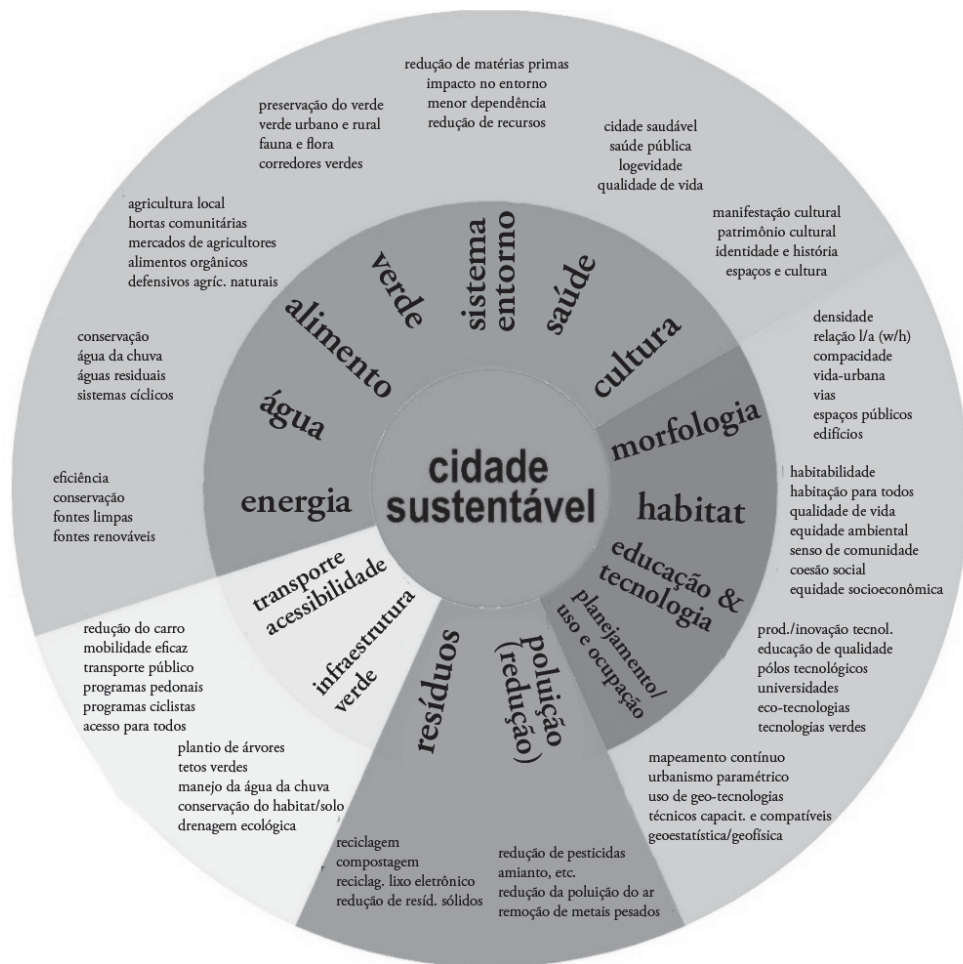 redução de matérias primas
impacto no entorno
menor dependência
redução de recursos
preservação do verde
verde urbano e rural
fauna e flora
corredores verdes
cidade saudável
saúde pública
logevidade
qualidade de vida
agricultura local
hortas comunitárias
mercados de agricultores
alimentos orgânicos
defensivos agríc. naturais
manifestação cultural
patrimônio cultural
identidade e história
espaços e cultura
conservação
água da chuva
águas residuais
sistemas cíclicos
densidade
relação l/a (w/h)
compacidade
vida-urbana
vias
espaços públicos
edifícios
eficiência
conservação
fontes limpas
fontes renováveis
habitabilidade
habitação para todos
qualidade de vida
equidade ambiental
senso de comunidade
coesão social
equidade socioeconômica
redução do carro
mobilidade eficaz
transporte público
programas pedonais
programas ciclistas
acesso para todos
prod./inovação tecnol.
educação de qualidade
pólos tecnológicos
universidades
eco-tecnologias
tecnologias verdes
plantio de árvores
tetos verdes
manejo da água da chuva
conservação do habitat/solo
drenagem ecológica
mapeamento contínuo
urbanismo paramétrico
uso de geo-tecnologias
técnicos capacit. e compatíveis
geoestatística/geofísica
reciclagem
compostagem
reciclag. lixo eletrônico
redução de resíd. sólidos
redução de pesticidas
amianto, etc.
redução da poluição do ar
remoção de metais pesados
energia
água
alimento
verde
sistema
entorno
saúde
cultura
morfologia
habitat
educação &
tecnologia
planejamento/
uso e ocupação
poluição
(redução)
resíduos
infraestrutura
verde
transporte
acessibilidade
cidade
sustentável